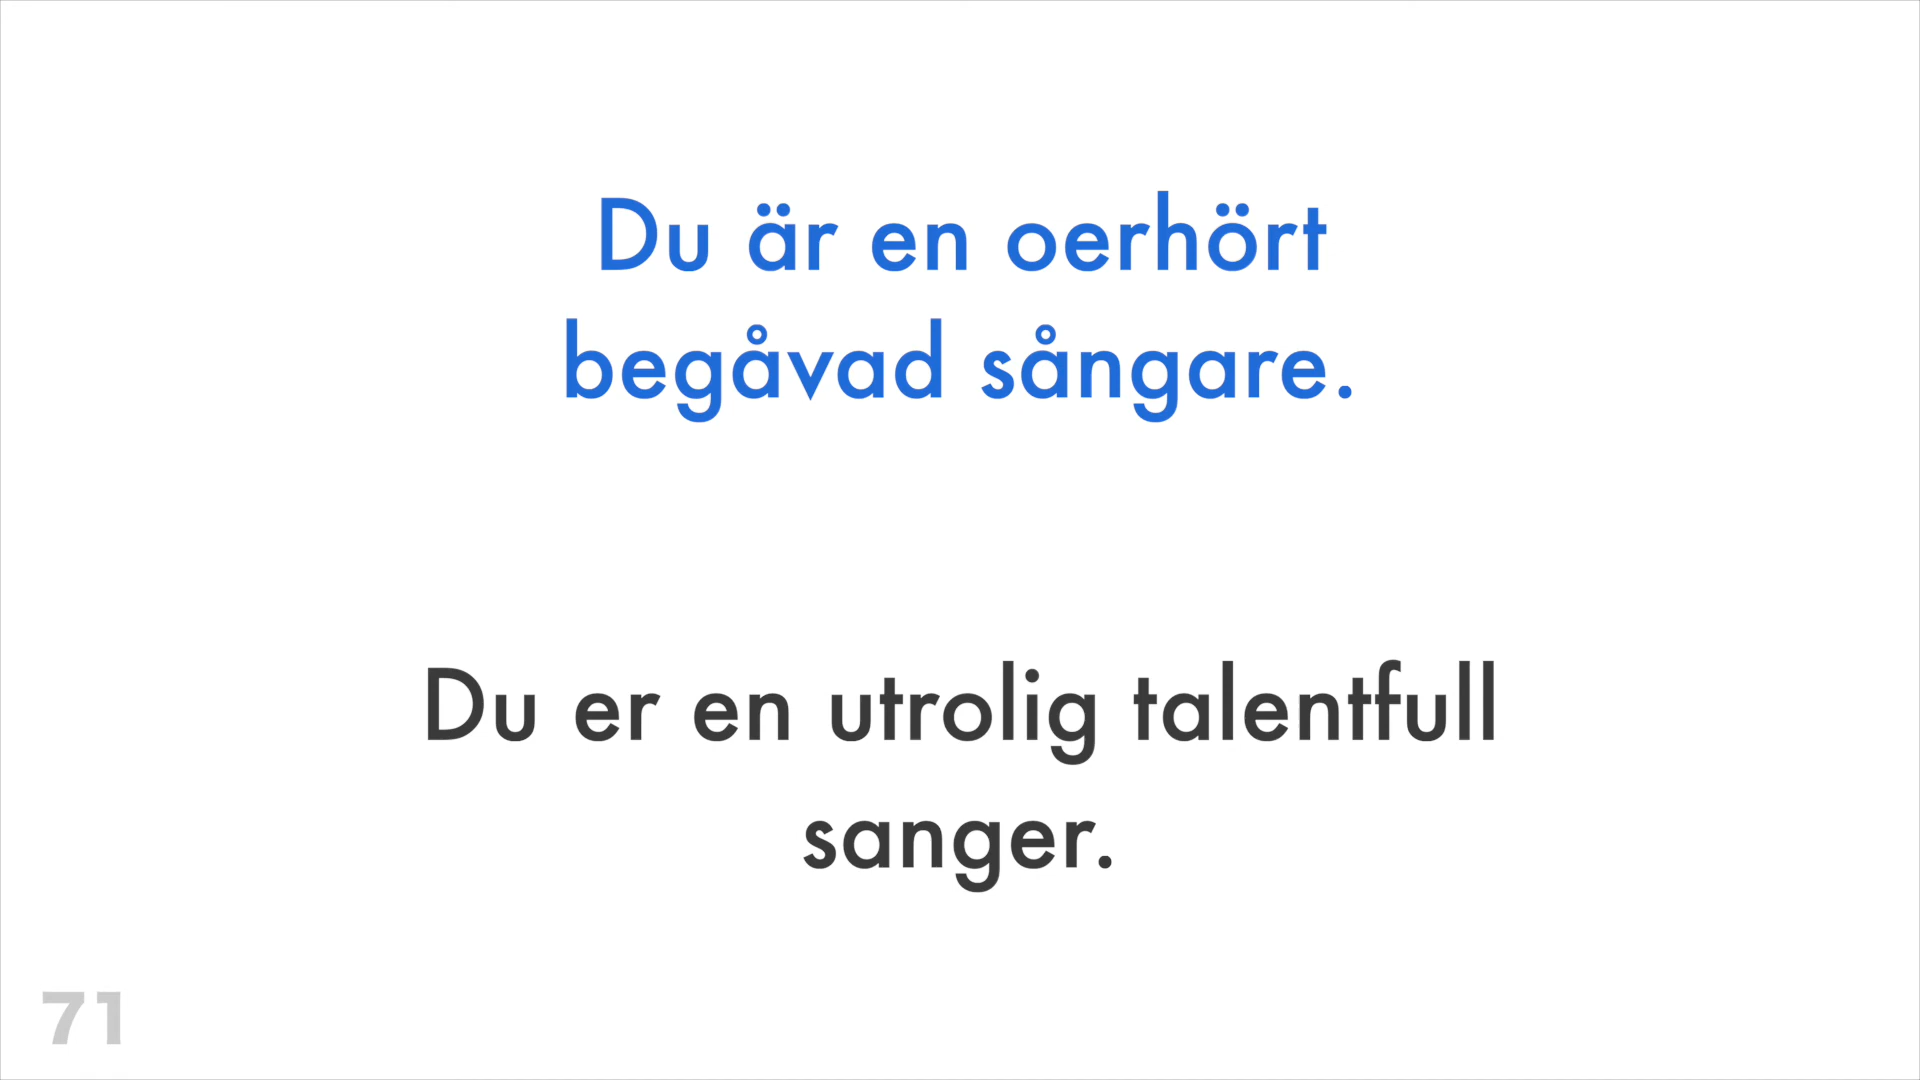 Du är en oerhört
begåvad sångare.
Du er en utrolig talentfull
sanger.
71